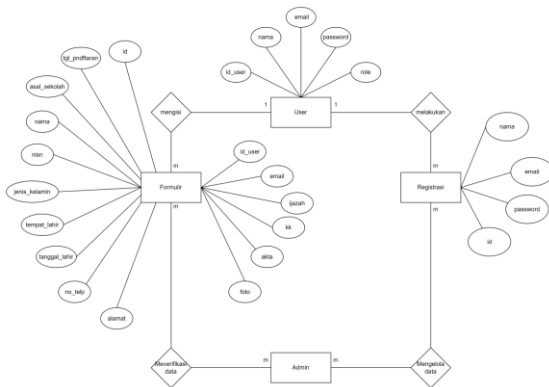 email
nama
password
id_user
role
id
tgl_pndftaran
asal_sekolah
nama
nisn
jenis_kelamin
tempat_lahir
tanggal_lahir
no_telp
alamat
mengisi
1
User
1
melakukan
m
m
Formulir
m
id_user
email
ijazah
kk
akta
foto
nama
email
password
id
Registrasi
m
Meverifikasi
data
m
Admin
m
Mengelola
data